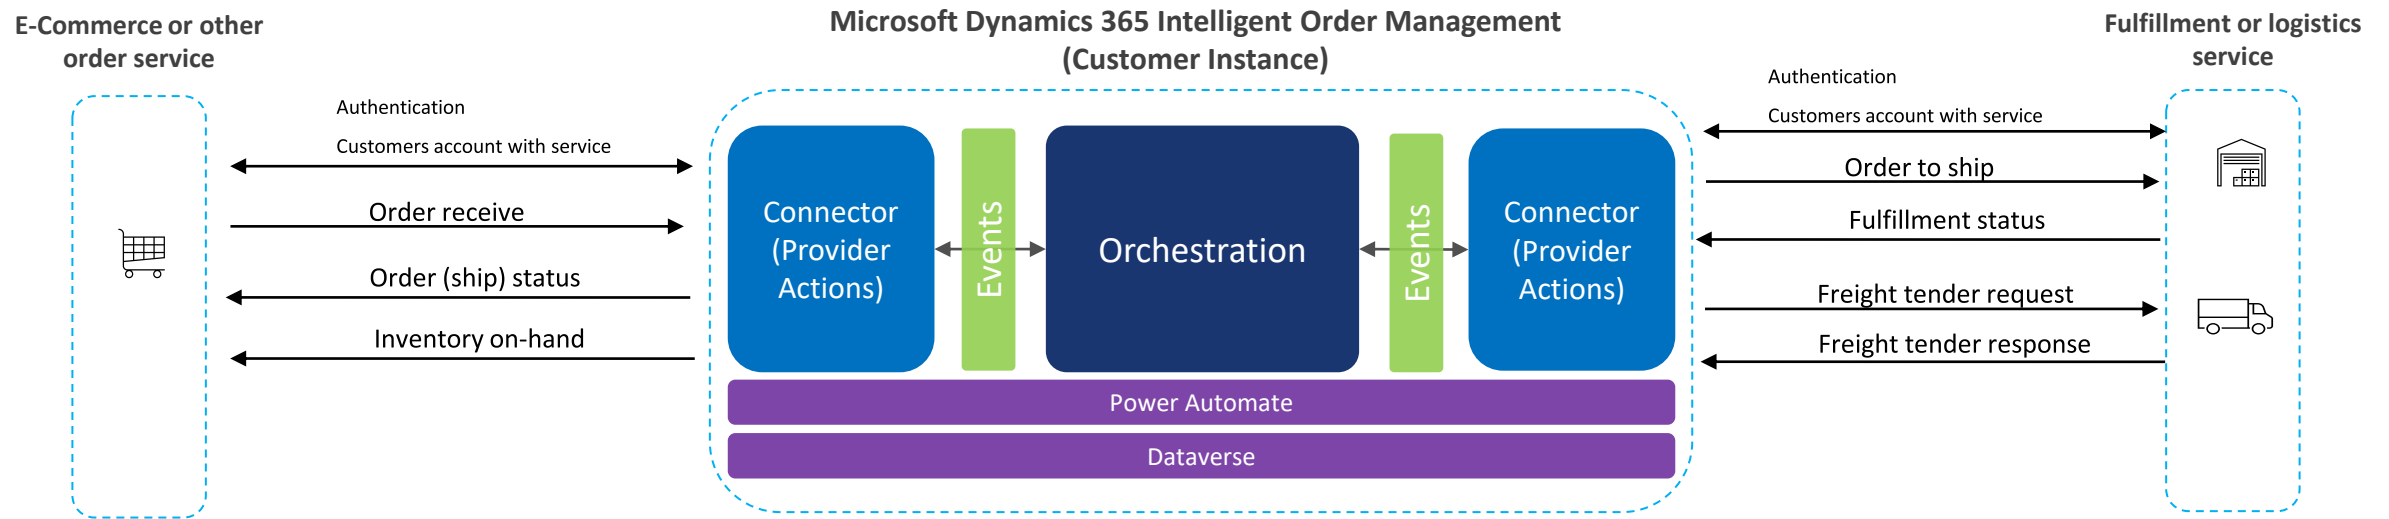 E-Commerce or other
order service
Microsoft Dynamics 365 Intelligent Order Management
(Customer Instance)
Fulfillment or logistics
service
Authentication
Customers account with service
Order receive
Order (ship) status
Inventory on-hand
Connector
(Provider
Actions)
Events
Orchestration
Events
Connector
(Provider
Actions)
Power Automate
Dataverse
Authentication
Customers account with service
Order to ship
Fulfillment status
Freight tender request
Freight tender response